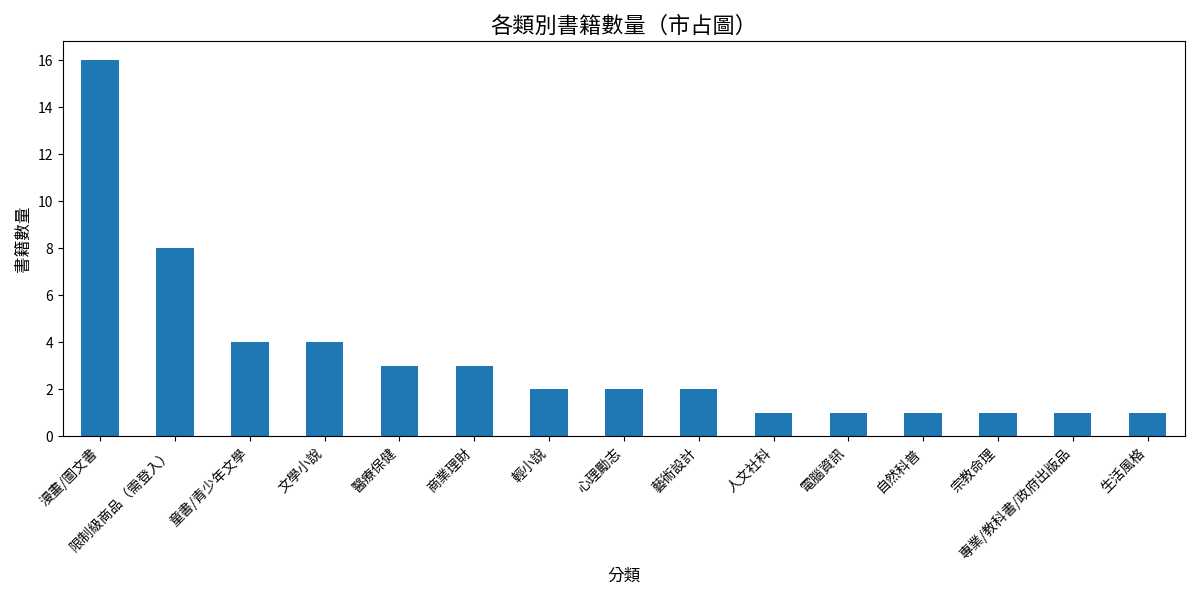 各類別書籍數量（市占圖）
書籍數量
16
14
12
10
8
6
4
2
0
漫畫/圖文書
限制級商品（需登入）
童書/青少年文學
文學小說
醫療保健
商業理財
輕小說
心理勵志
藝術設計
人文社科
電腦資訊
自然科普
宗教命理
專業/教科書/政府出版品
生活風格
分類